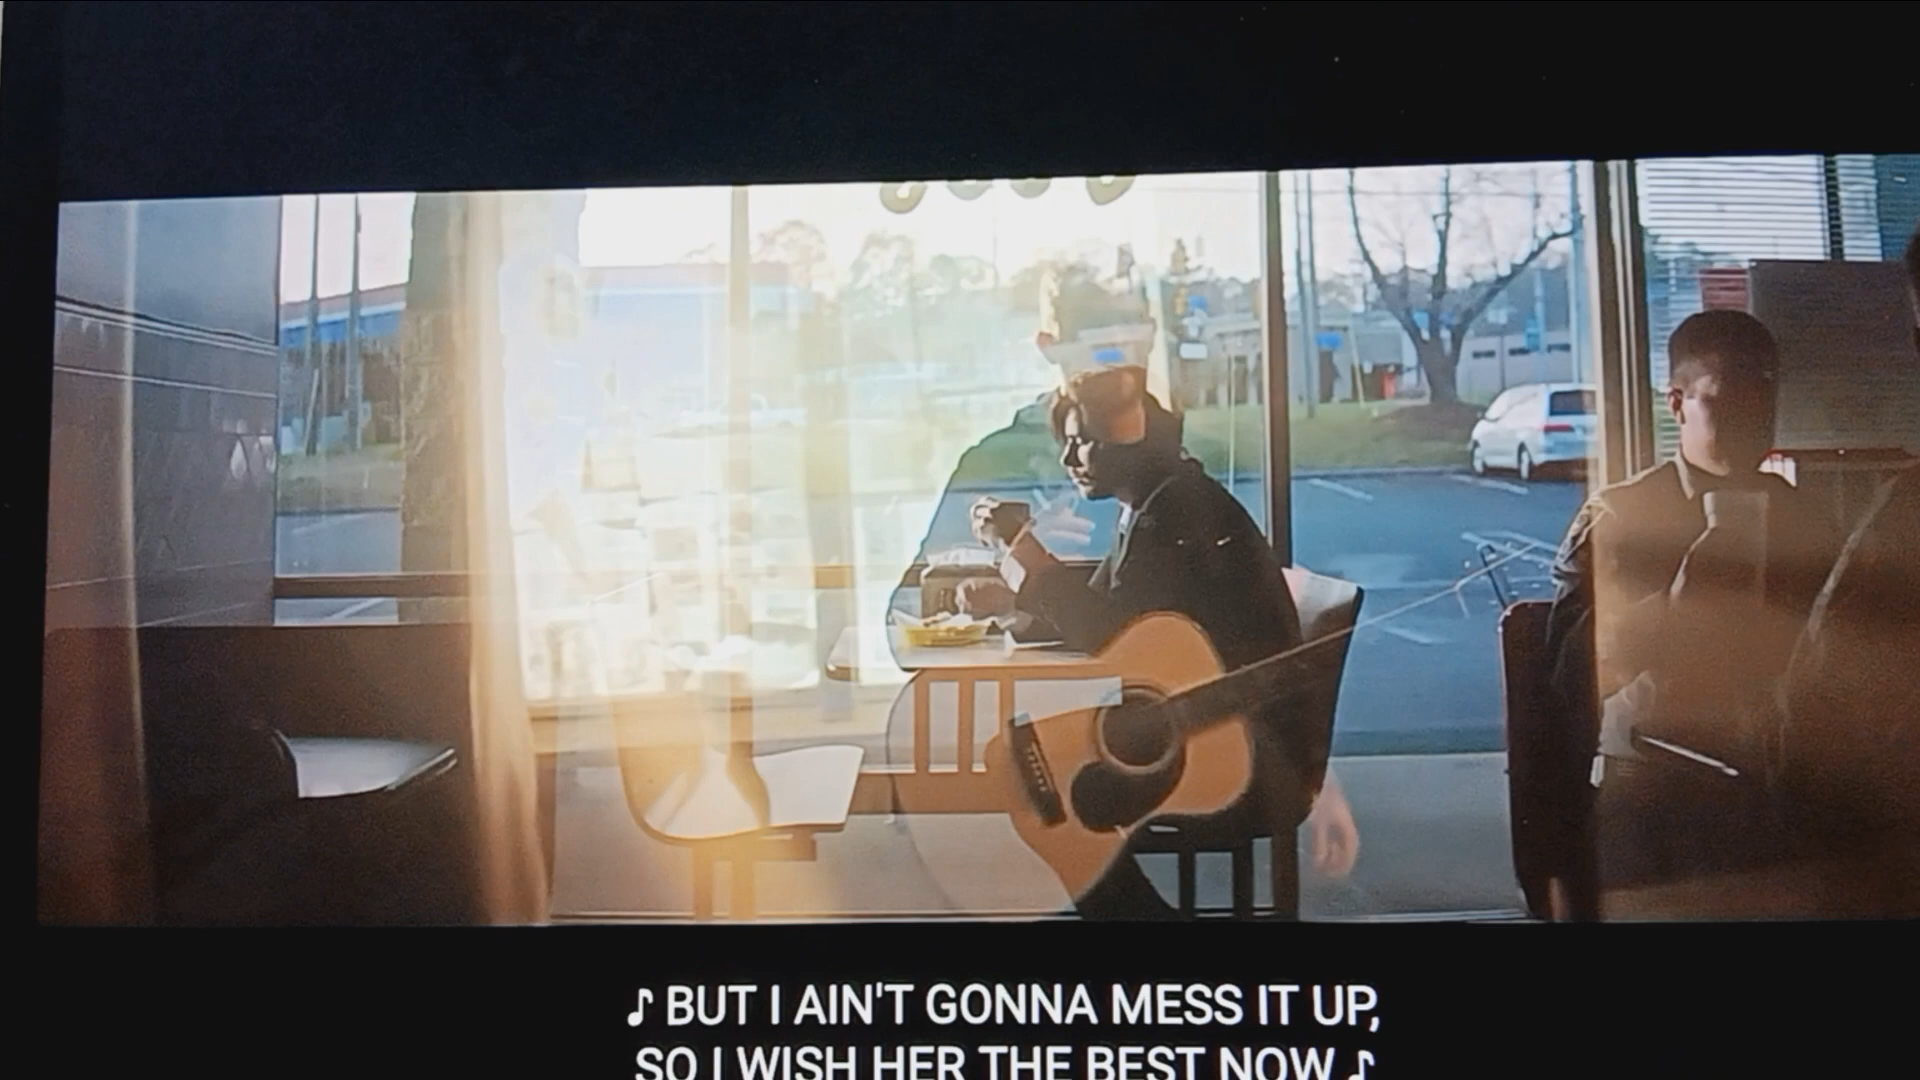 ♪ BUT I AIN'T GONNA MESS IT UP,
SO I WISH HER THE BEST NOW ♪